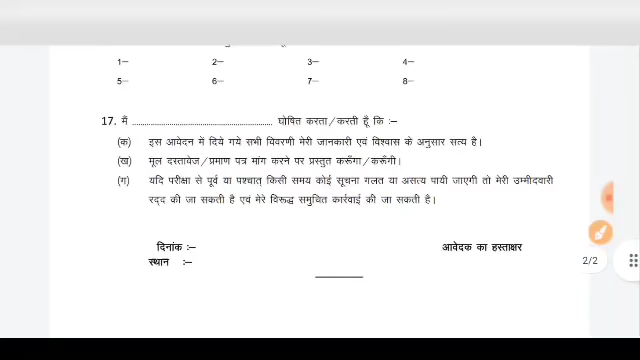 1–   2–   3–   4–
5–   6–   7–   8–
17. मैं ........................................................ घोषित करता/करती हूँ कि :–
(क) इस आवेदन में दिये गये सभी विवरणी मेरी जानकारी एवं विश्वास के अनुसार सत्य है।
(ख) मूल दस्तायेज/प्रमाण पत्र मांग करने पर प्रस्तुत करूँगा/करूँगी।
(ग) यदि परीक्षा से पूर्व या पश्चात् किसी समय कोई सूचना गलत या असत्य पायी जाएगी तो मेरी उम्मीदवारी
रद्द की जा सकती है एवं मेरे विरूद्ध समुचित कार्रवाई की जा सकती है।
दिनांक :–   आवेदक का हस्ताक्षर
स्थान :–
2/2